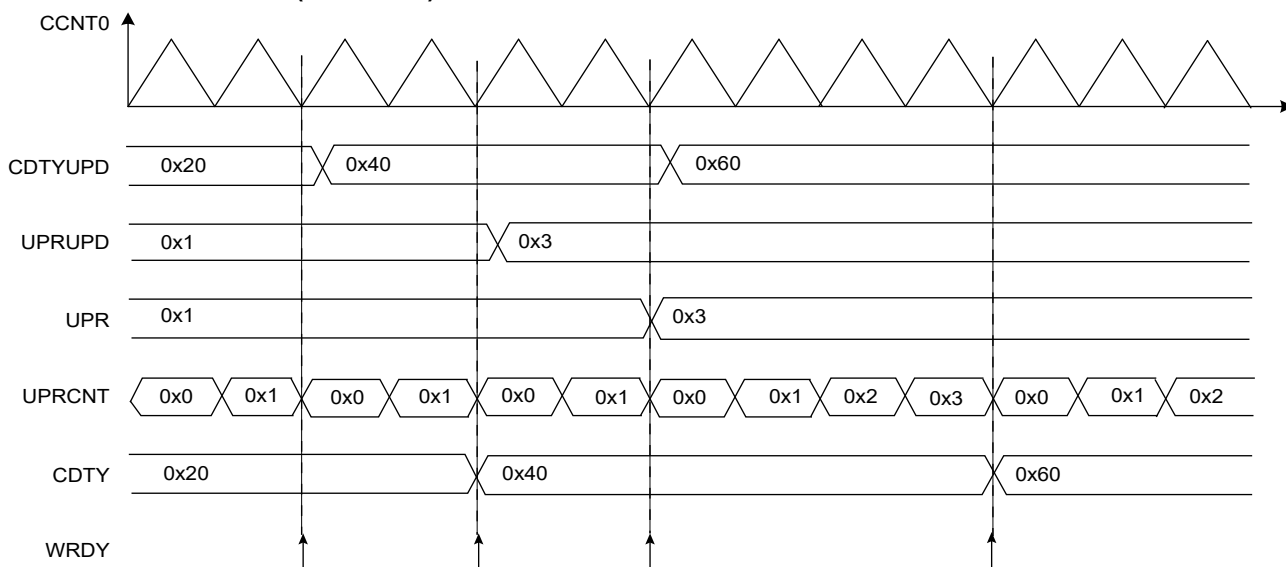 CCNT0
CDTYUPD 0x20 0x40 0x60
UPRUPD 0x1 0x3
UPR 0x1 0x3
UPRCNT 0x0 0x1 0x0 0x1 0x0 0x1 0x0 0x1 0x2 0x3 0x0 0x1 0x2
CDTY 0x20 0x40 0x60
WRDY